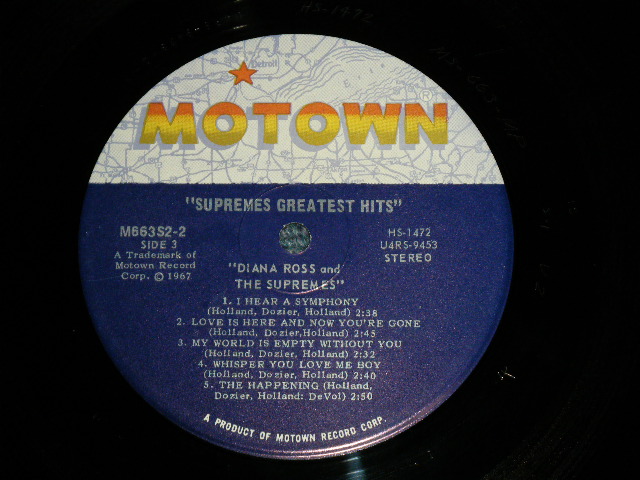 HS-1472
Detroit
MOTOWN®
"SUPREMES GREATEST HITS"
M663S2-2
SIDE 3
A Trademark of
Motown Record
Corp. © 1967
HS-1472
U4RS-9453
STEREO
"DIANA ROSS and
THE SUPREMES"
1. I HEAR A SYMPHONY
(Holland, Dozier, Holland) 2:38
2. LOVE IS HERE AND NOW YOU'RE GONE
(Holland, Dozier,Holland) 2:45
3. MY WORLD IS EMPTY WITHOUT YOU
(Holland, Dozier, Holland) 2:32
4. WHISPER YOU LOVE ME BOY
(Holland, Dozier, Holland) 2:40
5. THE HAPPENING (Holland,
Dozier, Holland: DeVol) 2:50
A PRODUCT OF MOTOWN RECORD CORP.